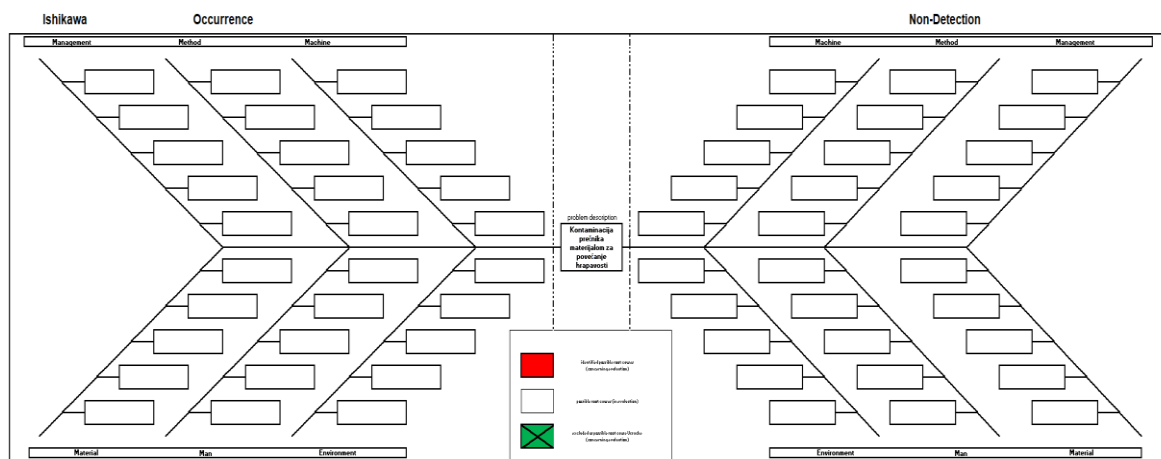 Ishikawa
Occurrence
Non-Detection
Management
Method
Machine
Machine
Method
Management
problem description
Kontaminacija
prečnika
materijalom za
povećanje
hrapavosti
Material
Man
Environment
Environment
Man
Material